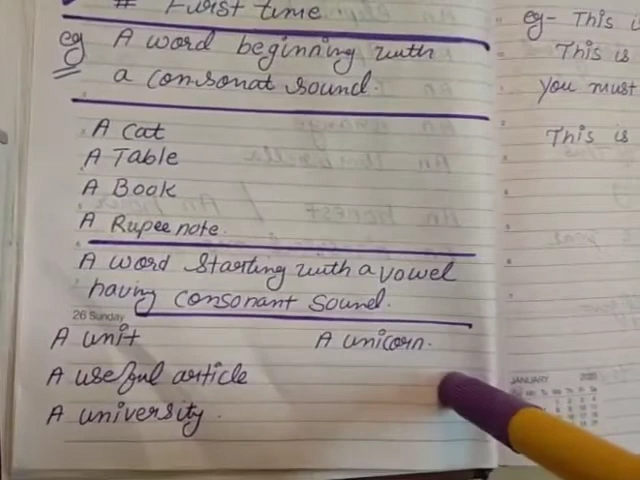 # Furst time
eg A word beginning with
a consonat sound.
A cat
A Table
A Book
A Rupee note.
A word starting with a vowel
having consonant sound.
26 Sunday
A unit
A unicorn.
A useful article
A university.
eg- This i
This is
you must
This is
JANUARY